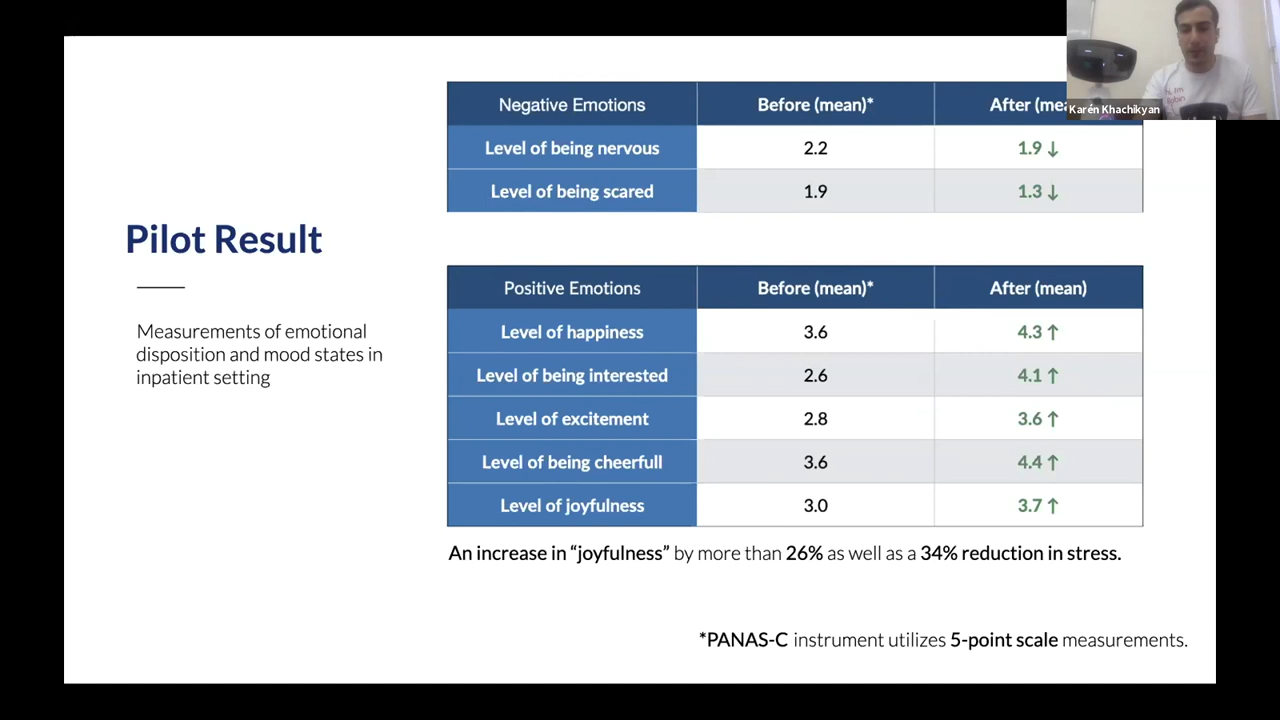 Karén Khachikyan
Hi, Im
Robin
Negative Emotions Before (mean)* After
Level of being nervous 2.2 1.9 ↓
Level of being scared 1.9 1.3 ↓
Pilot Result
Measurements of emotional
disposition and mood states in
inpatient setting
Positive Emotions Before (mean)* After (mean)
Level of happiness 3.6 4.3 ↑
Level of being interested 2.6 4.1 ↑
Level of excitement 2.8 3.6 ↑
Level of being cheerfull 3.6 4.4 ↑
Level of joyfulness 3.0 3.7 ↑
An increase in “joyfulness” by more than 26% as well as a 34% reduction in stress.
*PANAS-C instrument utilizes 5-point scale measurements.